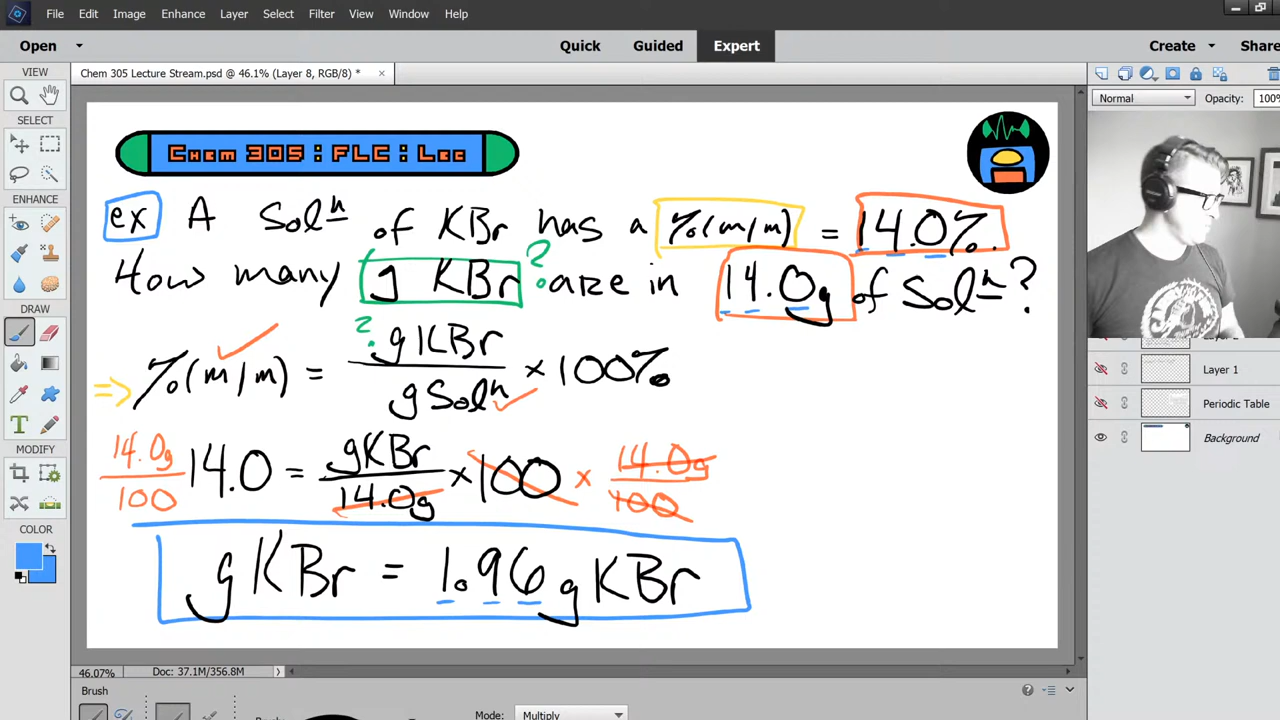 File Edit Image Enhance Layer Select Filter View Window Help
Open Quick Guided Expert Create Share
VIEW
Chem 305 Lecture Stream.psd @ 46.1% (Layer 8, RGB/8) * ×
Normal Opacity: 100%
SELECT
ENHANCE
DRAW
MODIFY
COLOR
Chem 305 : FLC : Lec
ex A Solⁿ of KBr has a %(m/m) = 14.0%.
How many g KBr ? are in 14.0g of Solⁿ?
? gKBr
%(m/m) = × 100%
=> g Solⁿ
14.0g gKBr 14.0g
14.0 = × 100 ×
100 14.0g 100
gKBr = 1.96 gKBr
Layer 1
Periodic Table
Background
46.07% Doc: 37.1M/356.8M
Brush
Mode: Multiply